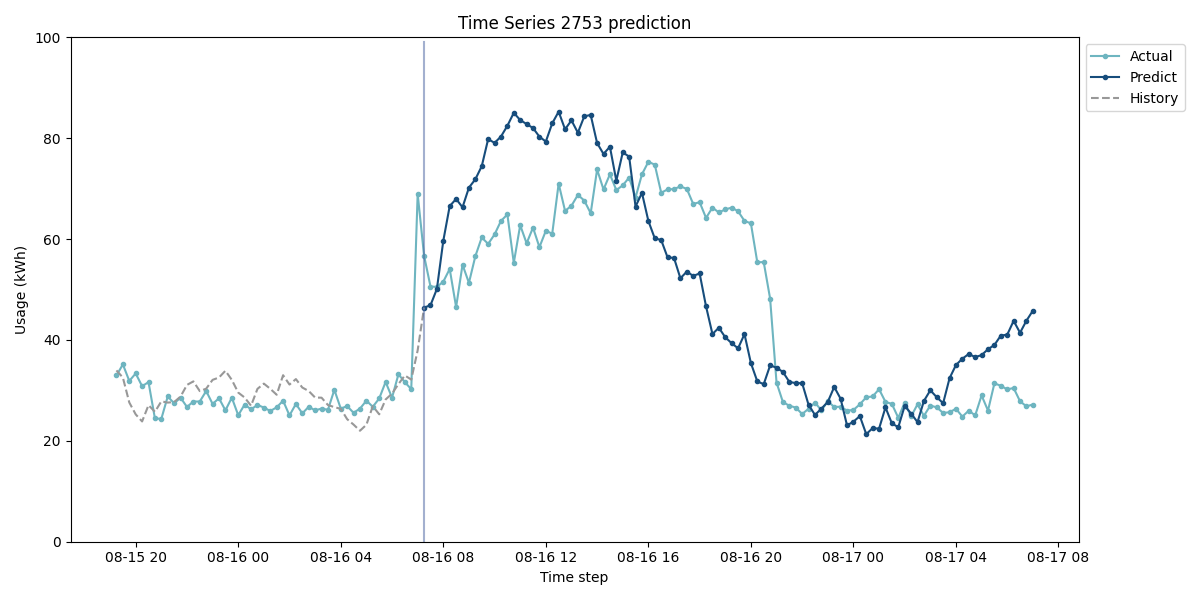 Time Series 2753 prediction
100
80
60
40
20
0
Usage (kWh)
08-15 20
08-16 00
08-16 04
08-16 08
08-16 12
08-16 16
08-16 20
08-17 00
08-17 04
08-17 08
Time step
Actual
Predict
History